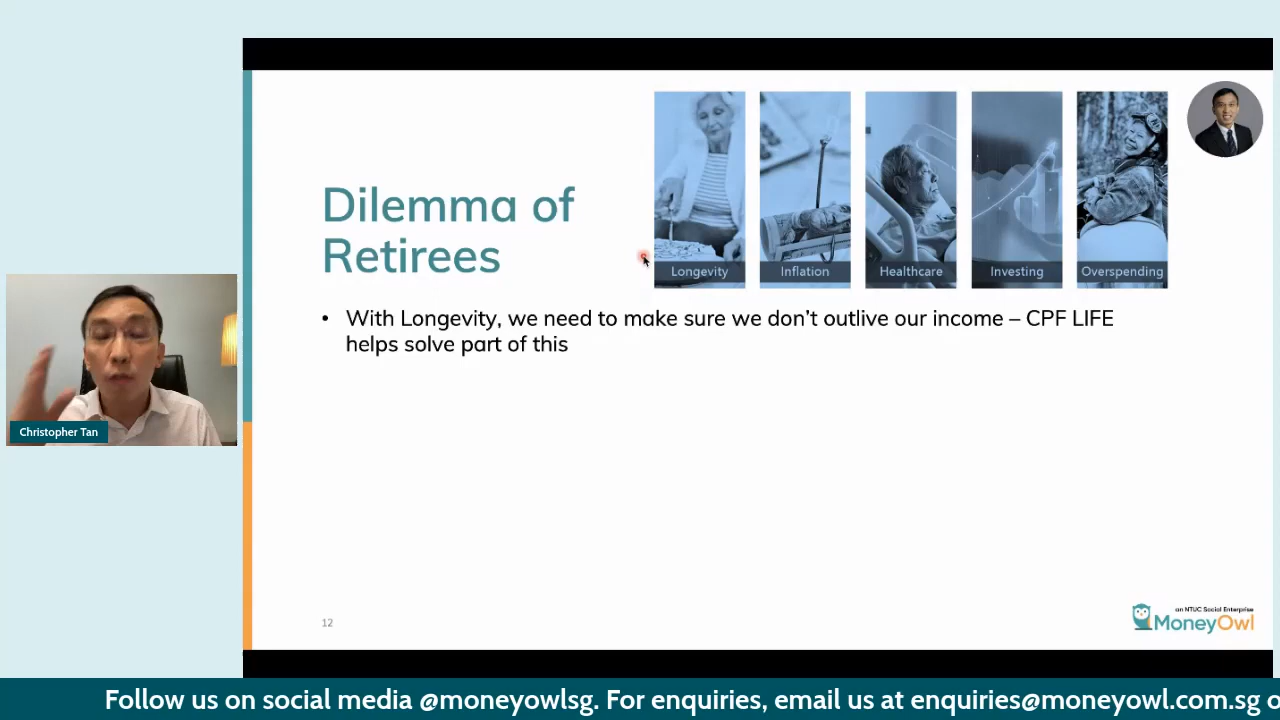 Dilemma of
Retirees
Longevity
Inflation
Healthcare
Investing
Overspending
• With Longevity, we need to make sure we don’t outlive our income – CPF LIFE
helps solve part of this
Christopher Tan
12
an NTUC Social Enterprise
MoneyOwl
Follow us on social media @moneyowlsg. For enquiries, email us at enquiries@moneyowl.com.sg